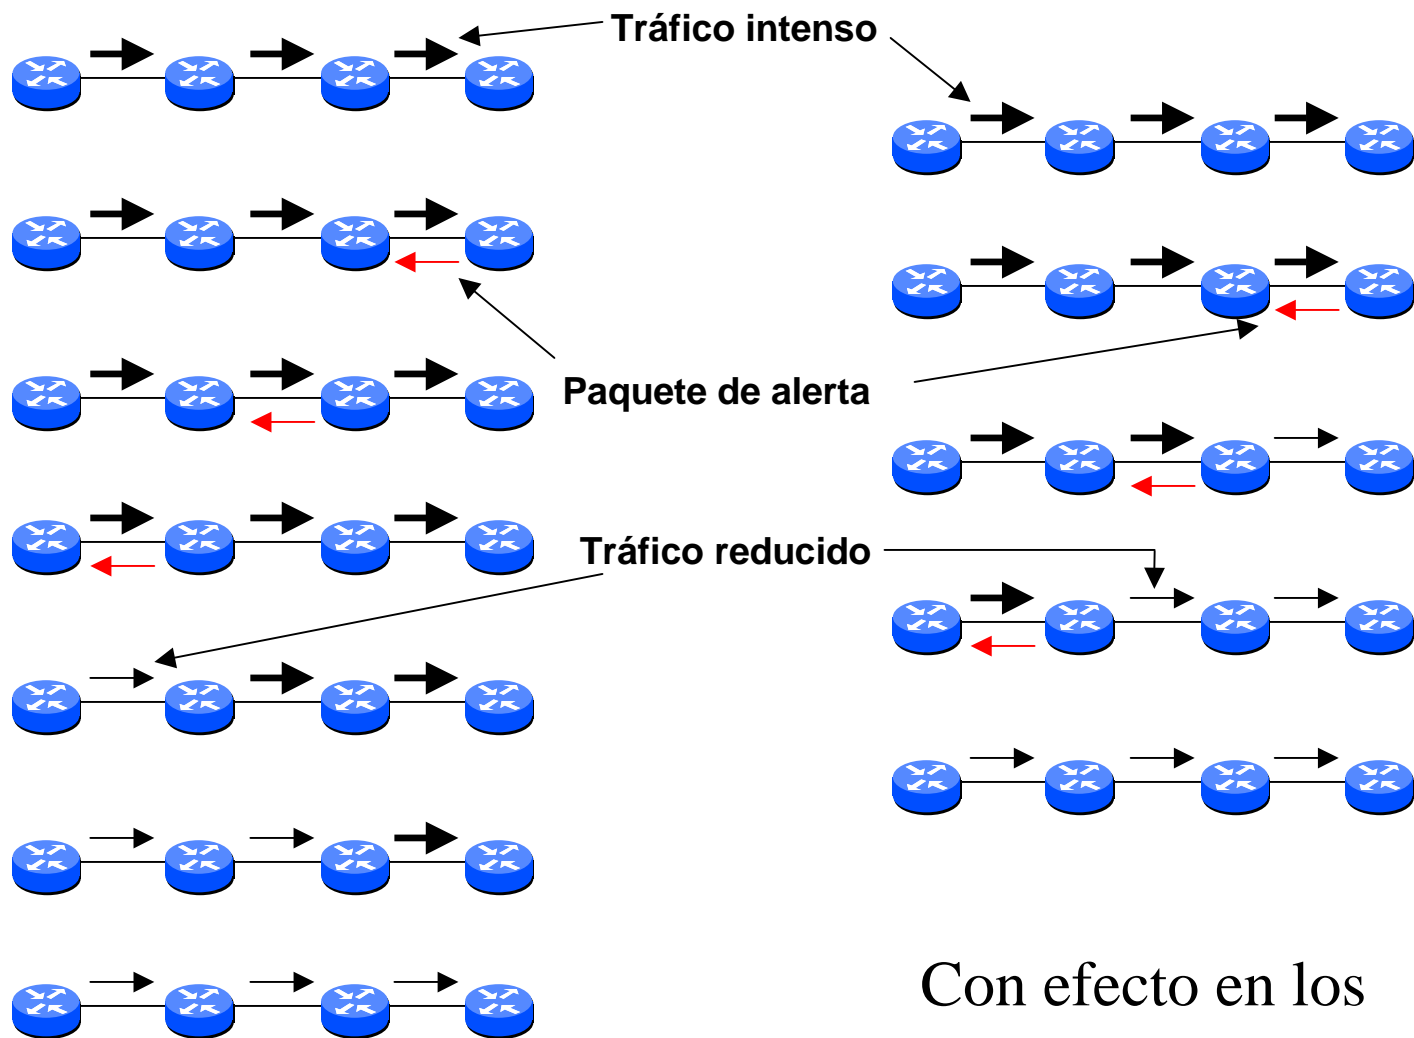 Tráfico intenso
Paquete de alerta
Tráfico reducido
Con efecto en los